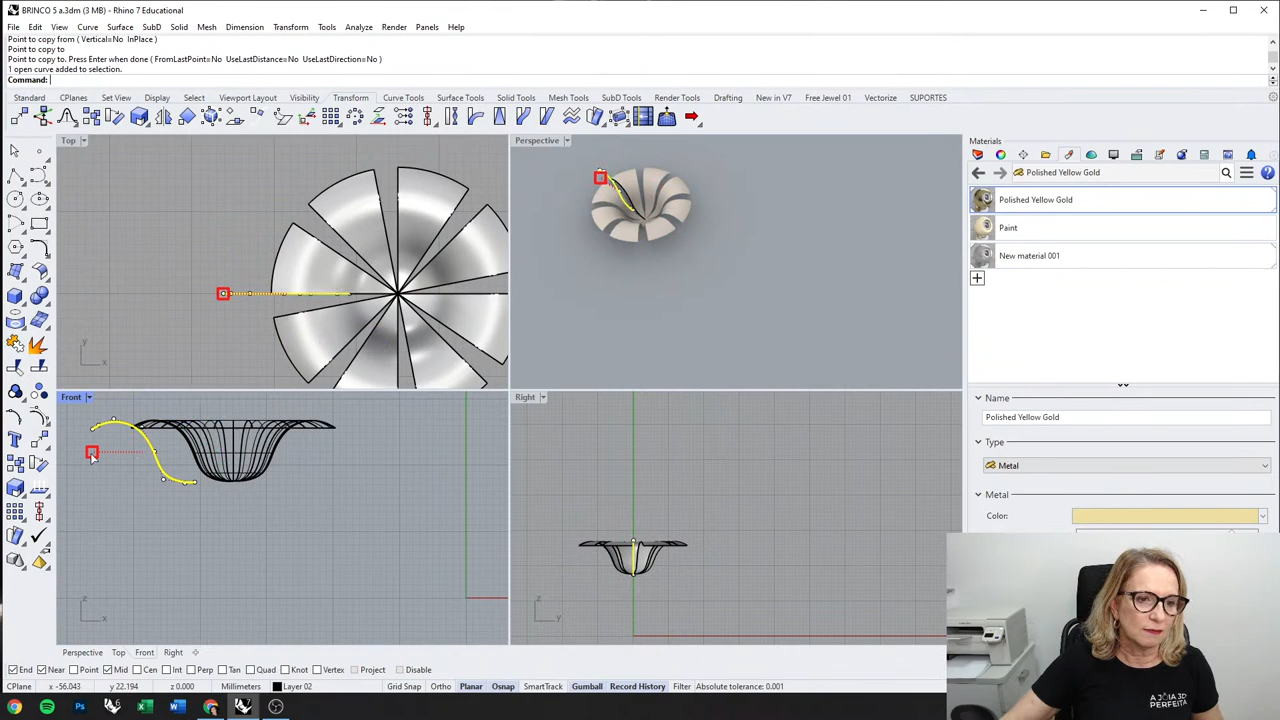 BRINCO 5 a.3dm (3 MB) - Rhino 7 Educational
File Edit View Curve Surface SubD Solid Mesh Dimension Transform Tools Analyze Render Panels Help
Point to copy from ( Vertical=No InPlace )
Point to copy to
Point to copy to. Press Enter when done ( FromLastPoint=No UseLastDistance=No UseLastDirection=No )
1 open curve added to selection.
Command:
Standard CPlanes Set View Display Select Viewport Layout Visibility Transform Curve Tools Surface Tools Solid Tools Mesh Tools SubD Tools Render Tools Drafting New in V7 Free Jewel 01 Vectorize SUPORTES
Top
Perspective
Materials
Polished Yellow Gold
Polished Yellow Gold
Paint
New material 001
y
x
Front
Right
Name
Polished Yellow Gold
Type
Metal
Metal
Color:
z
x
z
y
Perspective Top Front Right
End Near Point Mid Cen Int Perp Tan Quad Knot Vertex Project Disable
CPlane x -56.043 y 22.194 z 0.000 Millimeters Layer 02 Grid Snap Ortho Planar Osnap SmartTrack Gumball Record History Filter Absolute tolerance: 0.001
A JOIA 3D
PERFEITA